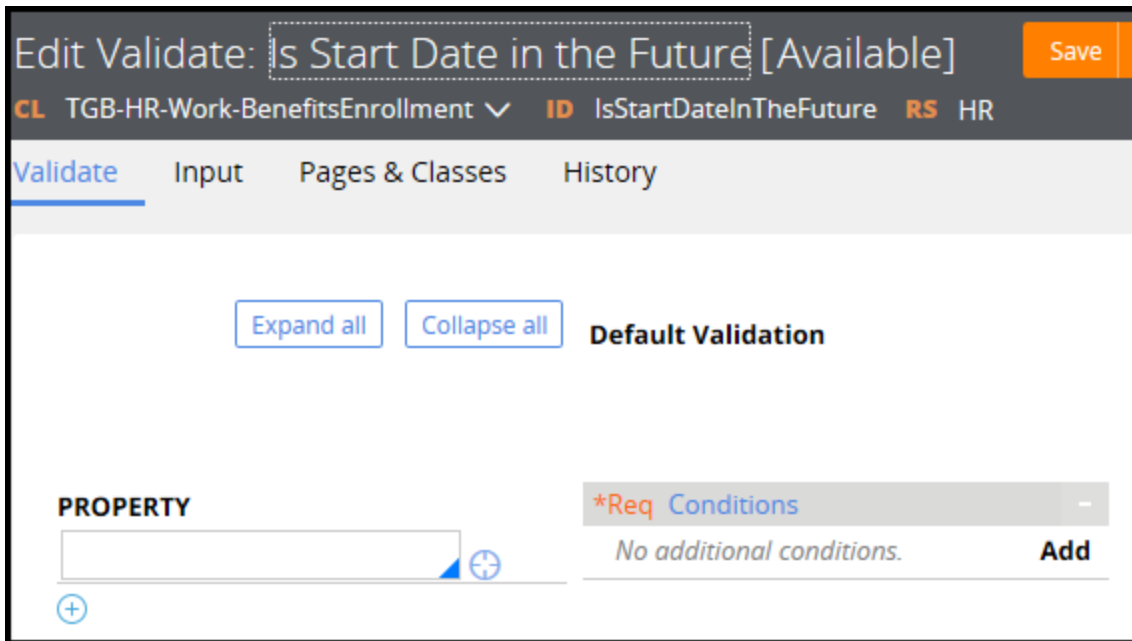 Edit Validate: Is Start Date in the Future [Available] Save
CL TGB-HR-Work-BenefitsEnrollment ID IsStartDateInTheFuture RS HR
Validate Input Pages & Classes History
Expand all Collapse all Default Validation
PROPERTY *Req Conditions
No additional conditions. Add